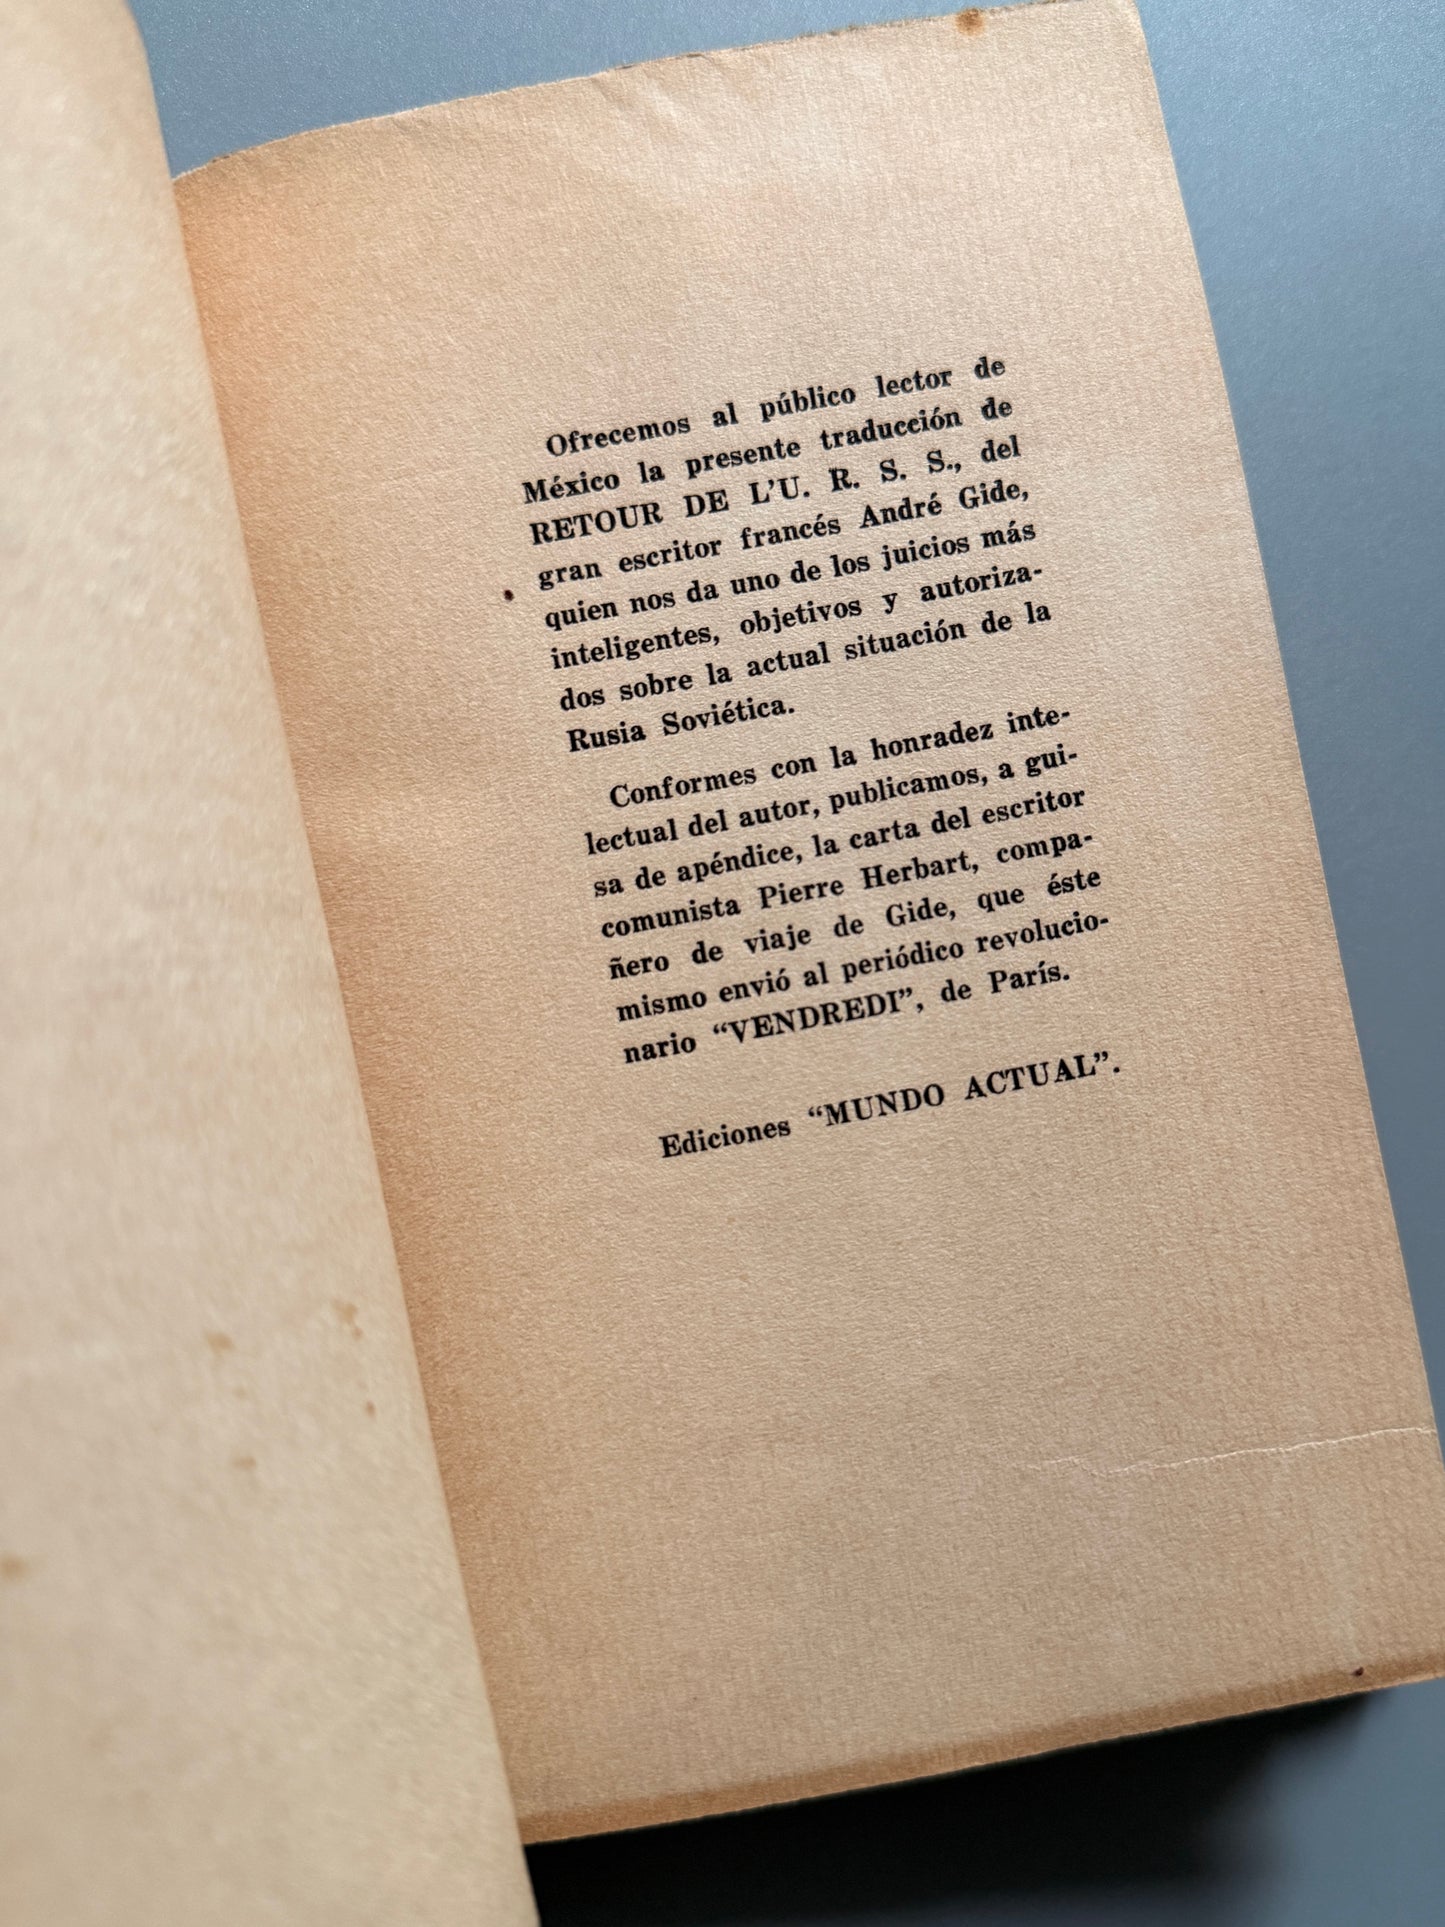 Ofrecemos al público lector de
México la presente traducción de
RETOUR DE L'U. R. S. S., del
gran escritor francés André Gide,
quien nos da uno de los juicios más
inteligentes, objetivos y autoriza-
dos sobre la actual situación de la
Rusia Soviética.
Conformes con la honradez inte-
lectual del autor, publicamos, a gui-
sa de apéndice, la carta del escritor
comunista Pierre Herbart, compa-
ñero de viaje de Gide, que éste
mismo envió al periódico revolucio-
nario “VENDREDI”, de París.
Ediciones “MUNDO ACTUAL”.